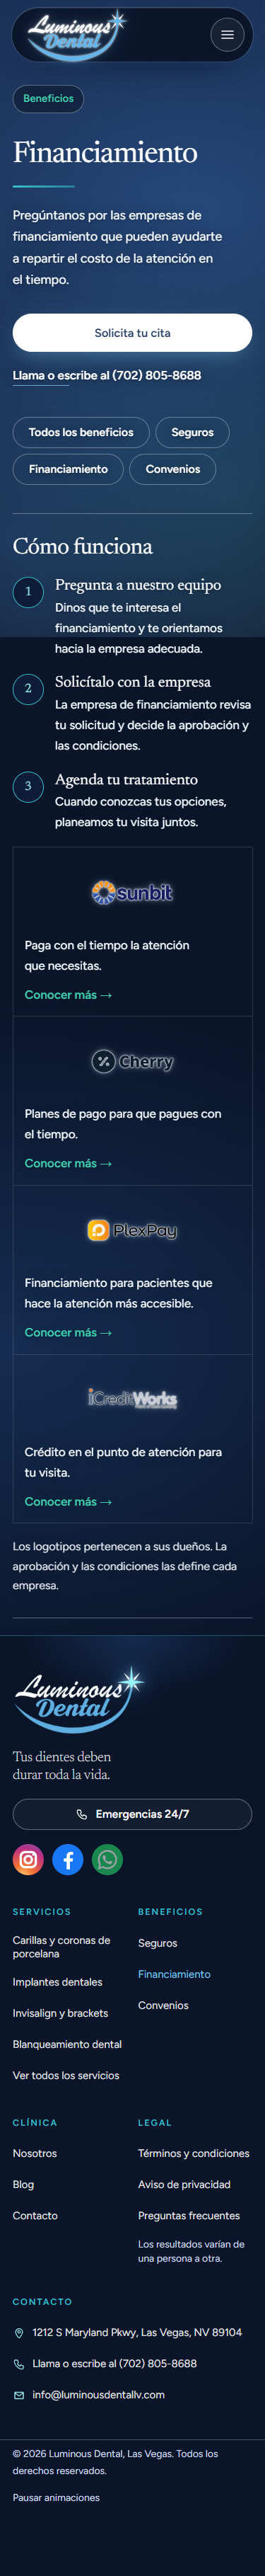 Luminous
Dental
Beneficios
Financiamiento
Pregúntanos por las empresas de
financiamiento que pueden ayudarte
a repartir el costo de la atención en
el tiempo.
Solicita tu cita
Llama o escribe al (702) 805-8688
Todos los beneficios
Seguros
Financiamiento
Convenios
Cómo funciona
1
Pregunta a nuestro equipo
Dinos que te interesa el
financiamiento y te orientamos
hacia la empresa adecuada.
2
Solicítalo con la empresa
La empresa de financiamiento revisa
tu solicitud y decide la aprobación y
las condiciones.
3
Agenda tu tratamiento
Cuando conozcas tus opciones,
planeamos tu visita juntos.
sunbit
Paga con el tiempo la atención
que necesitas.
Conocer más →
Cherry
Planes de pago para que pagues con
el tiempo.
Conocer más →
PlexPay
Financiamiento para pacientes que
hace la atención más accesible.
Conocer más →
iCreditWorks
Crédito en el punto de atención para
tu visita.
Conocer más →
Los logotipos pertenecen a sus dueños. La
aprobación y las condiciones las define cada
empresa.
Luminous
Dental
Tus dientes deben
durar toda la vida.
Emergencias 24/7
SERVICIOS
Carillas y coronas de
porcelana
Implantes dentales
Invisalign y brackets
Blanqueamiento dental
Ver todos los servicios
BENEFICIOS
Seguros
Financiamiento
Convenios
CLÍNICA
Nosotros
Blog
Contacto
LEGAL
Términos y condiciones
Aviso de privacidad
Preguntas frecuentes
Los resultados varían de
una persona a otra.
CONTACTO
1212 S Maryland Pkwy, Las Vegas, NV 89104
Llama o escribe al (702) 805-8688
info@luminousdentallv.com
© 2026 Luminous Dental, Las Vegas. Todos los
derechos reservados.
Pausar animaciones